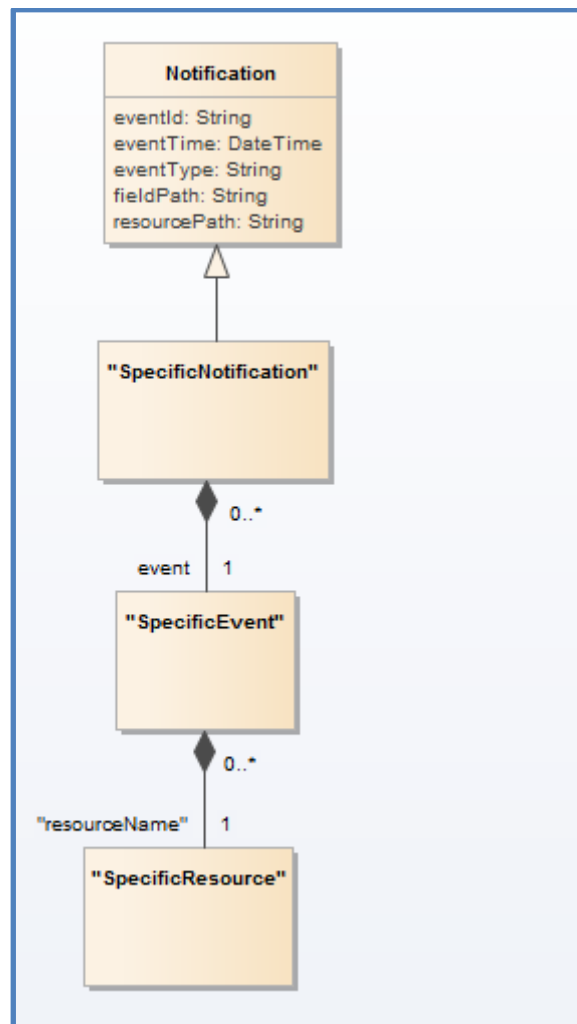 Notification
eventId: String
eventTime: DateTime
eventType: String
fieldPath: String
resourcePath: String
"SpecificNotification"
0..*
event 1
"SpecificEvent"
0..*
"resourceName" 1
"SpecificResource"